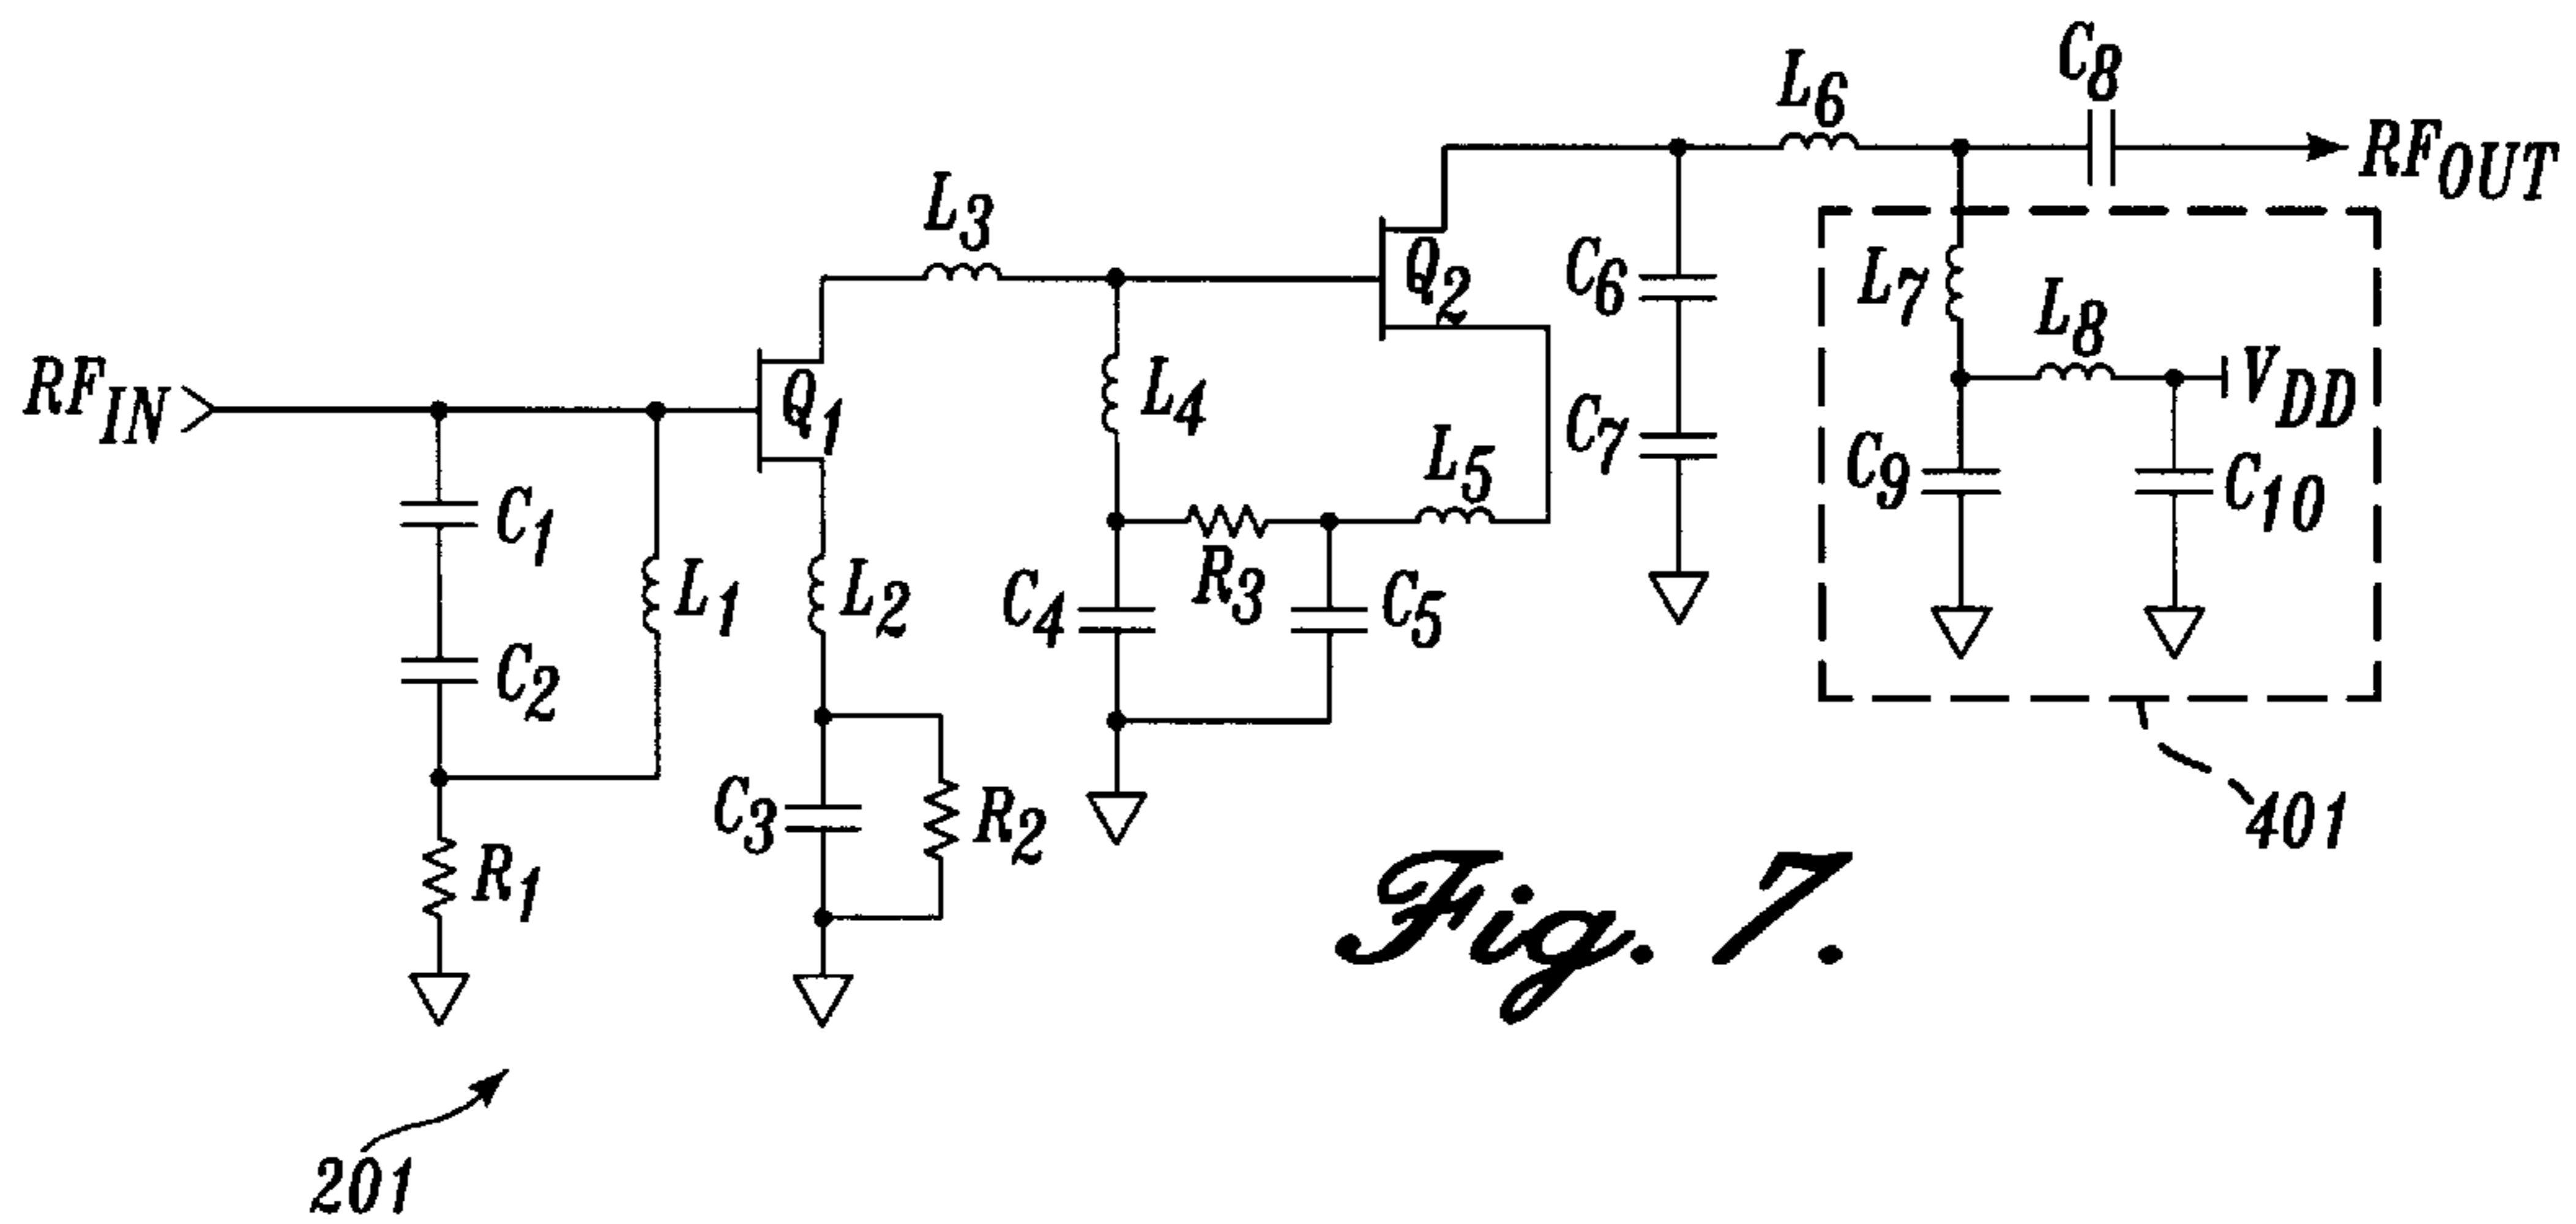 C8
L6
RFOUT
L3
Q2
C6
L7
L8
VDD
RFIN
Q1
L4
C7
L5
C9
C10
C1
L1
L2
C4
R3
C5
C2
C3
R2
R1
401
Fig. 7.
201